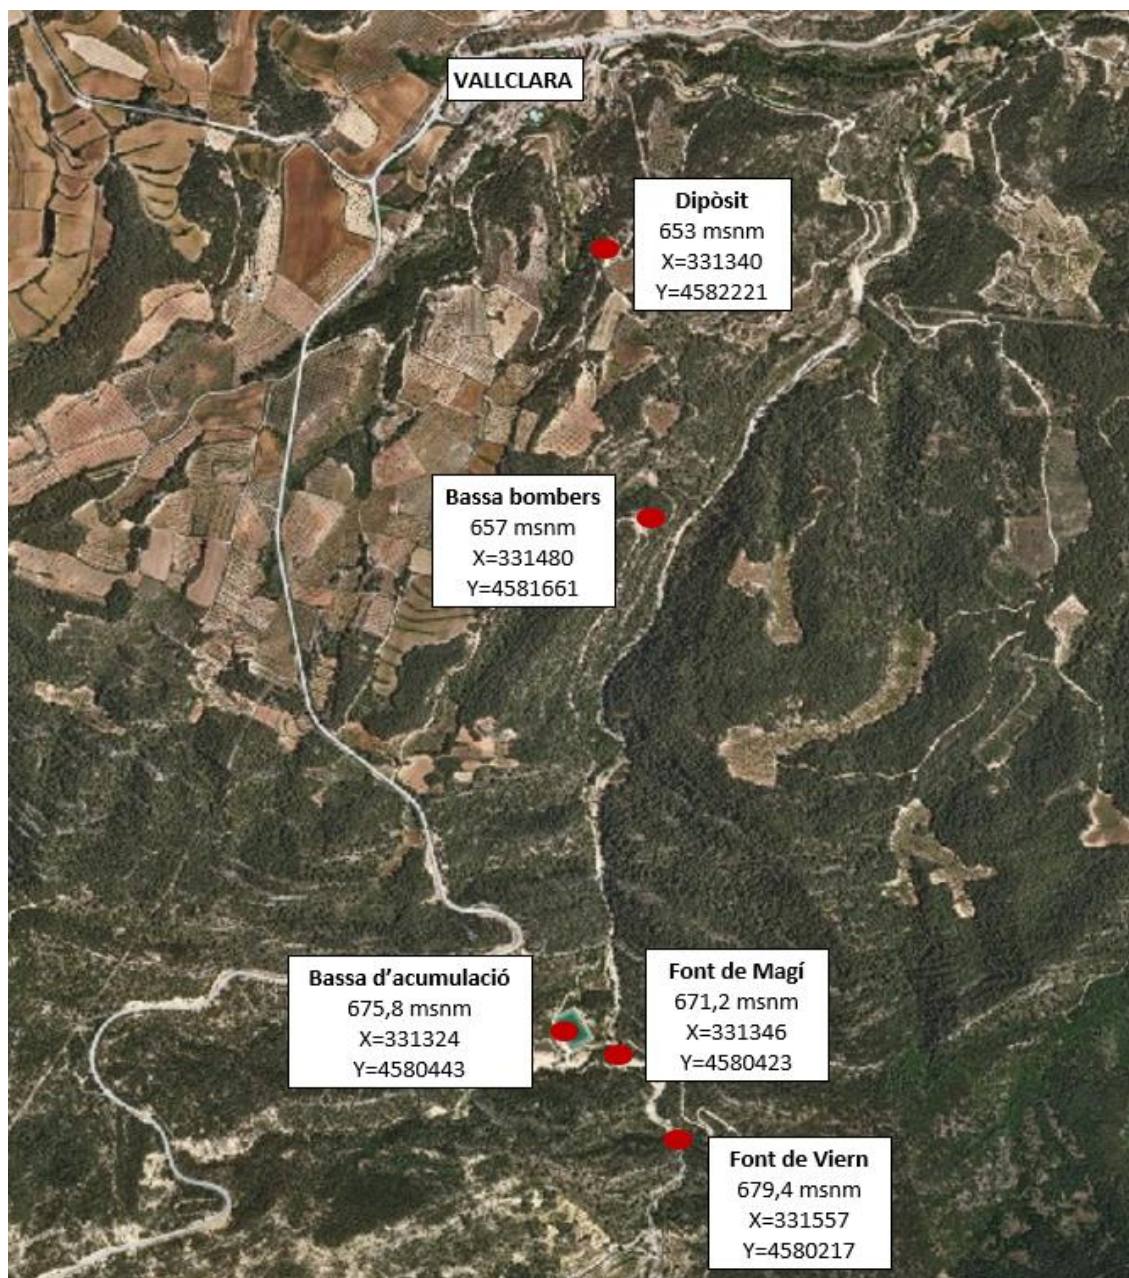 VALLCLARA
Dipòsit
653 msnm
X=331340
Y=4582221
Bassa bombers
657 msnm
X=331480
Y=4581661
Bassa d'acumulació
675,8 msnm
X=331324
Y=4580443
Font de Magí
671,2 msnm
X=331346
Y=4580423
Font de Viern
679,4 msnm
X=331557
Y=4580217